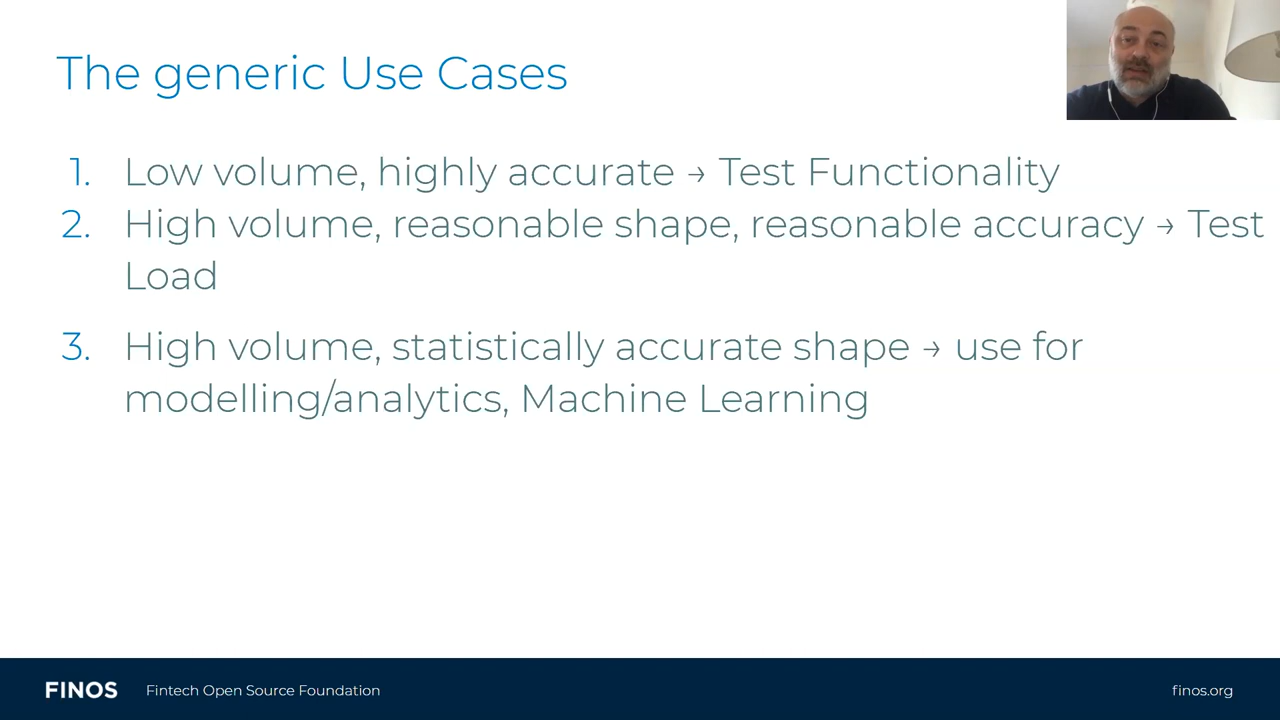 The generic Use Cases
1. Low volume, highly accurate → Test Functionality
2. High volume, reasonable shape, reasonable accuracy → Test
Load
3. High volume, statistically accurate shape → use for
modelling/analytics, Machine Learning
FINOS Fintech Open Source Foundation finos.org